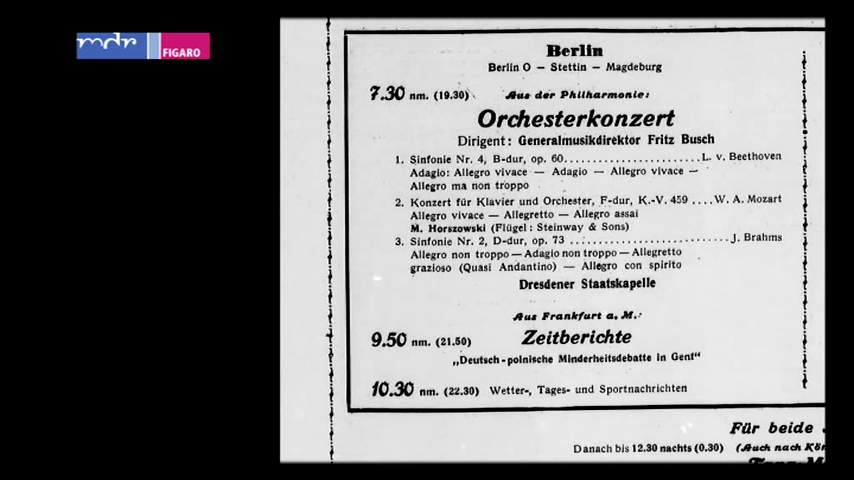 mdr FIGARO
Berlin
Berlin O – Stettin – Magdeburg
7.30 nm. (19.30) Aus der Philharmonie:
Orchesterkonzert
Dirigent: Generalmusikdirektor Fritz Busch
1. Sinfonie Nr. 4, B-dur, op. 60........................L. v. Beethoven
Adagio: Allegro vivace — Adagio — Allegro vivace —
Allegro ma non troppo
2. Konzert für Klavier und Orchester, F-dur, K.-V. 459 ....W. A. Mozart
Allegro vivace — Allegretto — Allegro assai
M. Horszowski (Flügel: Steinway & Sons)
3. Sinfonie Nr. 2, D-dur, op. 73 ............................J. Brahms
Allegro non troppo — Adagio non troppo — Allegretto
grazioso (Quasi Andantino) — Allegro con spirito
Dresdener Staatskapelle
Aus Frankfurt a. M.:
9.50 nm. (21.50) Zeitberichte
„Deutsch-polnische Minderheitsdebatte in Genf"
10.30 nm. (22.30) Wetter-, Tages- und Sportnachrichten
Für beide
Danach bis 12.30 nachts (0.30) (Auch nach Kön